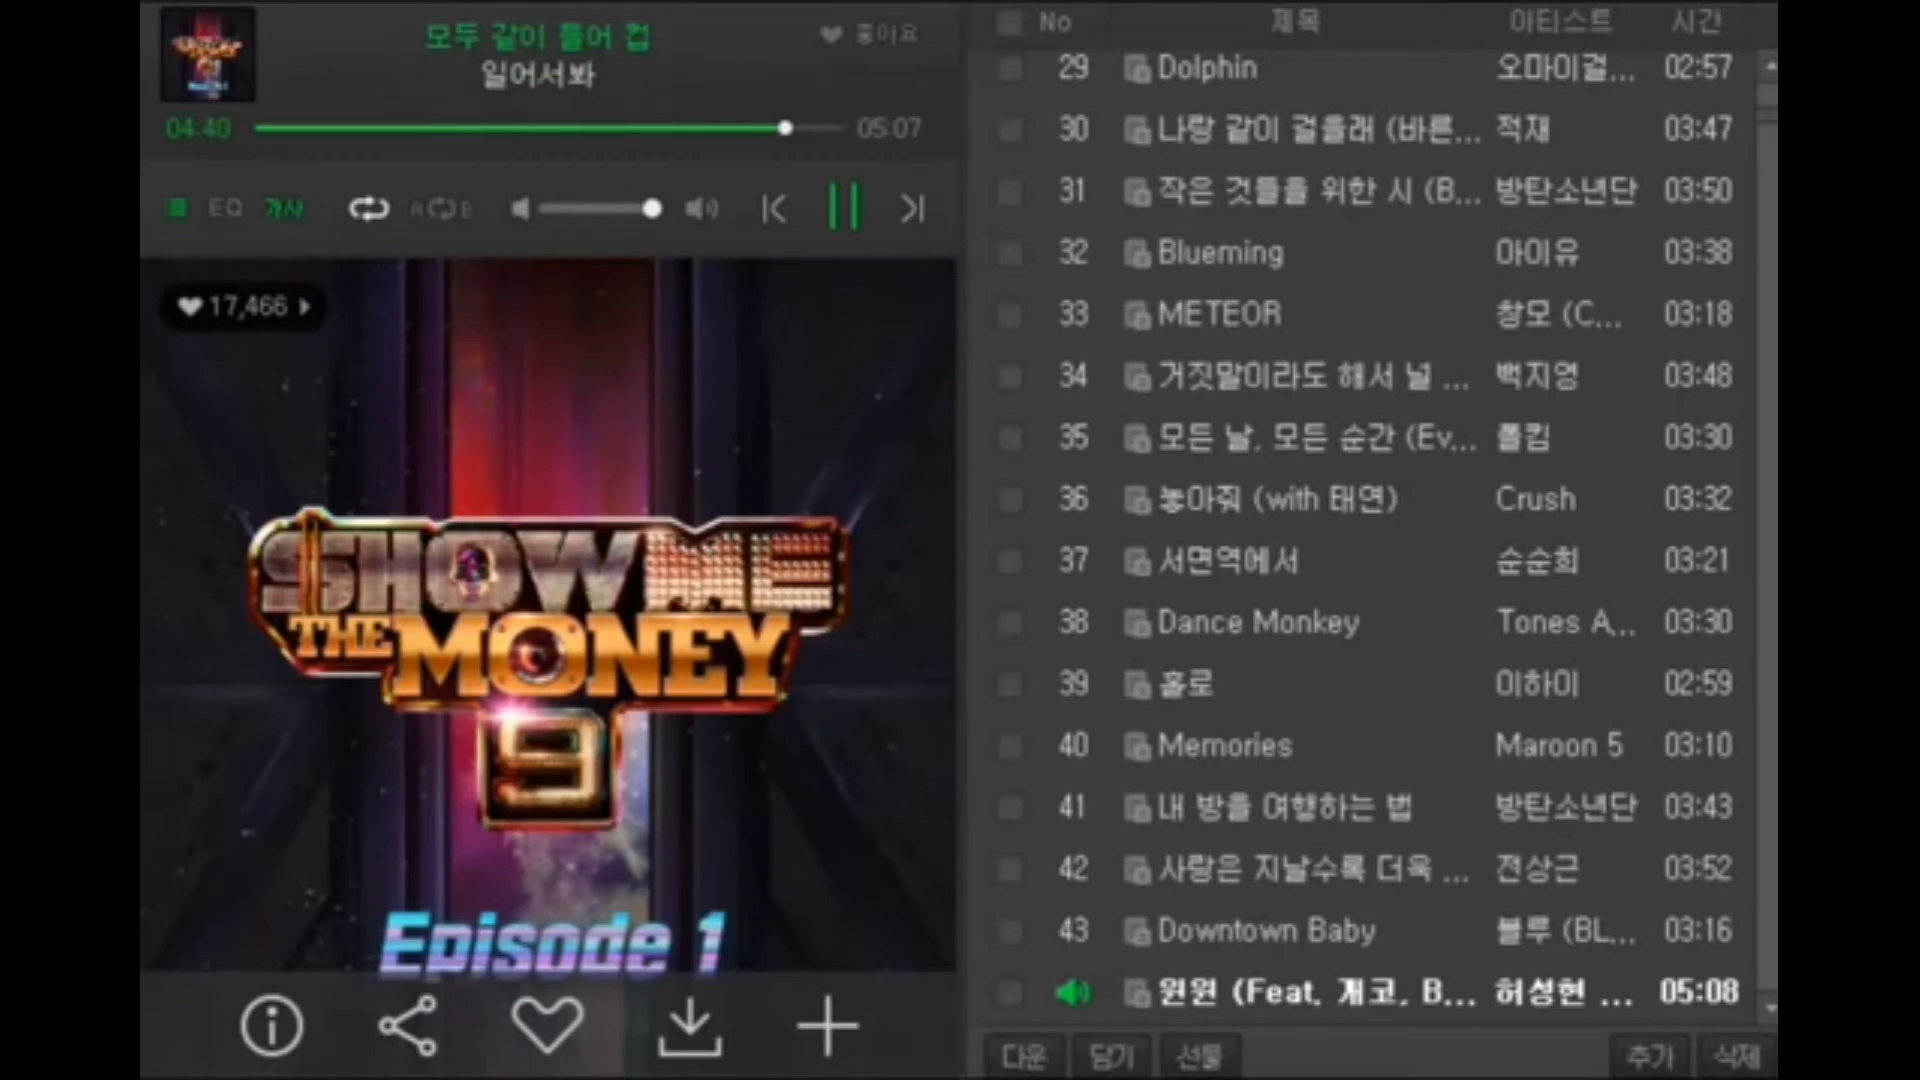 모두 같이 들어 컵
일어서봐
좋아요
04:40
05:07
EQ 가사
A B
17,466
SHOW ME
THE MONEY
9
Episode 1
No 제목 아티스트 시간
29 Dolphin 오마이걸... 02:57
30 나랑 같이 걸을래 (바른... 적재 03:47
31 작은 것들을 위한 시 (B... 방탄소년단 03:50
32 Blueming 아이유 03:38
33 METEOR 창모 (C... 03:18
34 거짓말이라도 해서 널 ... 백지영 03:48
35 모든 날, 모든 순간 (Ev... 폴킴 03:30
36 놓아줘 (with 태연) Crush 03:32
37 서면역에서 순순희 03:21
38 Dance Monkey Tones A... 03:30
39 홀로 이하이 02:59
40 Memories Maroon 5 03:10
41 내 방을 여행하는 법 방탄소년단 03:43
42 사랑은 지날수록 더욱 ... 전상근 03:52
43 Downtown Baby 블루 (BL... 03:16
원원 (Feat. 개코, B... 허성현 ... 05:08
다운 담기 선물 추가 삭제